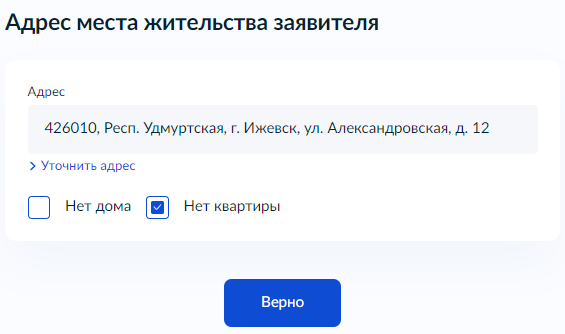 Адрес места жительства заявителя
Адрес
426010, Респ. Удмуртская, г. Ижевск, ул. Александровская, д. 12
Уточнить адрес
Нет дома Нет квартиры
Верно